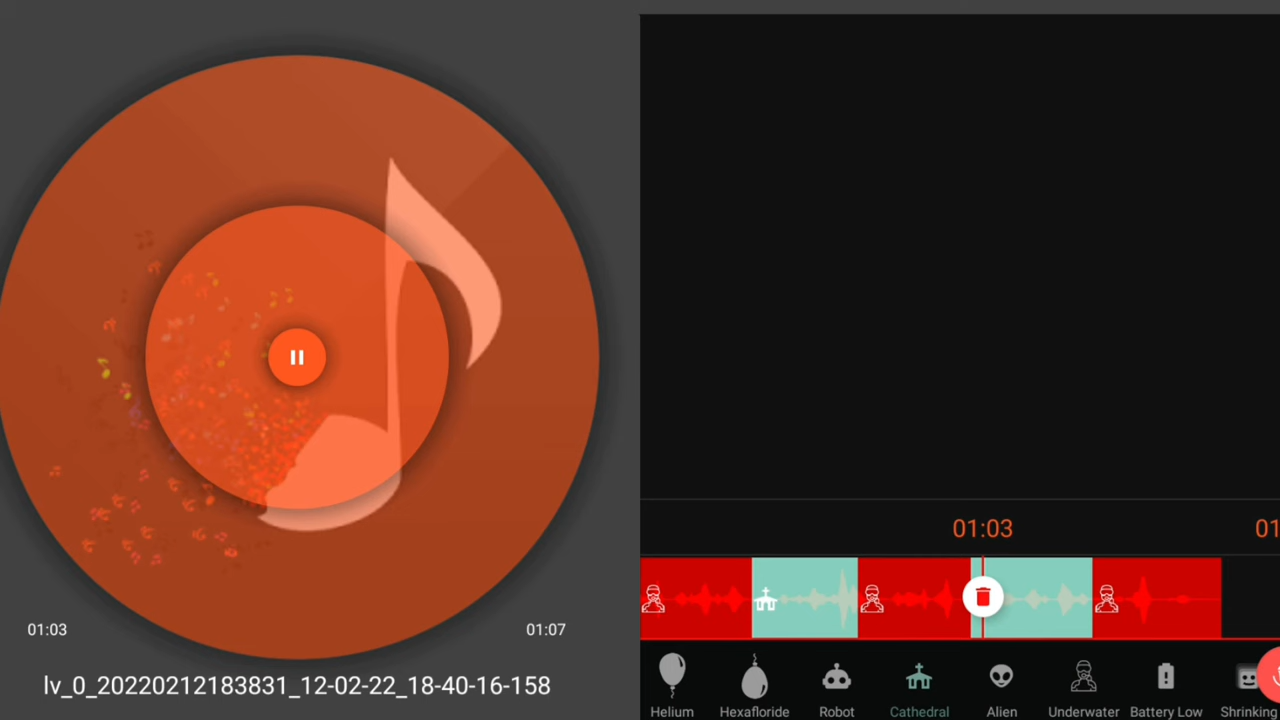 01:03
01:07
lv_0_20220212183831_12-02-22_18-40-16-158
01:03
01
Helium
Hexafloride
Robot
Cathedral
Alien
Underwater
Battery Low
Shrinking